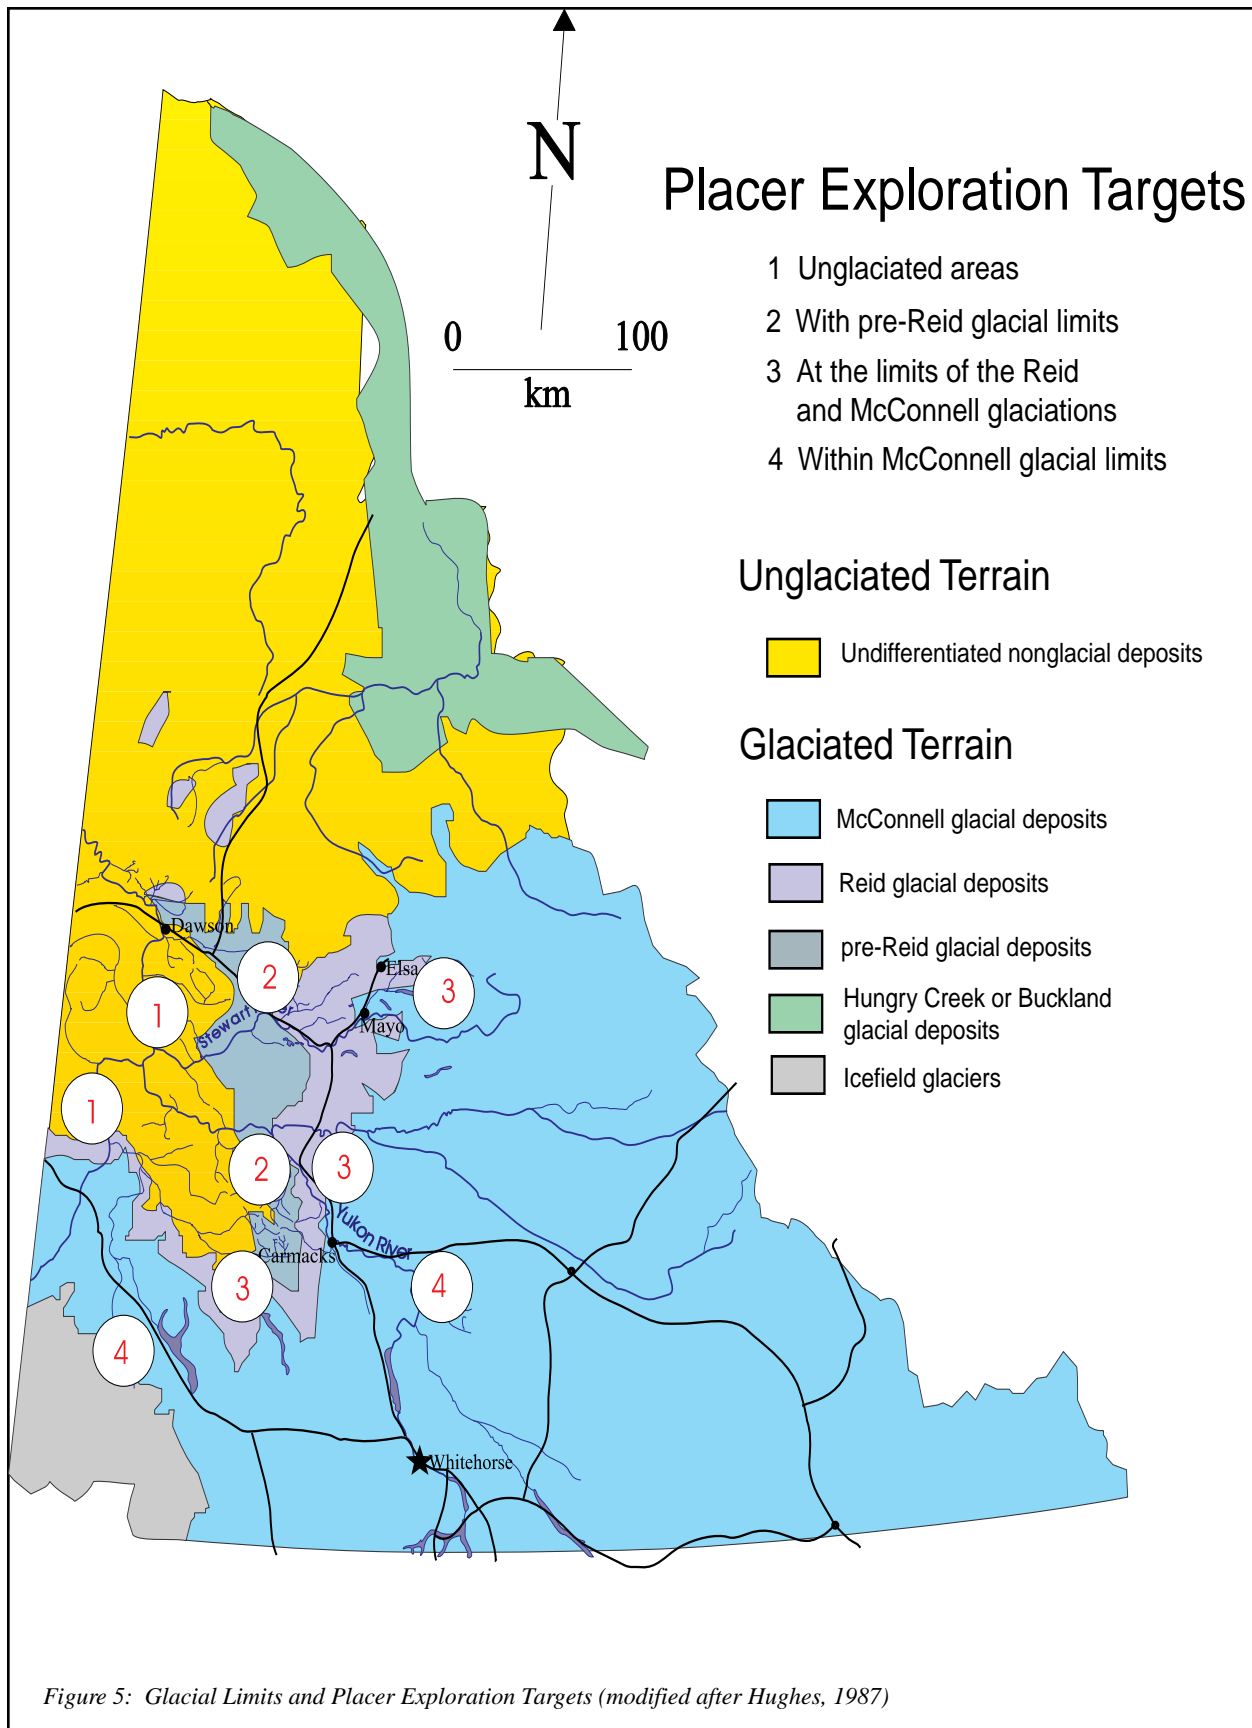 N
Placer Exploration Targets
1 Unglaciated areas
2 With pre-Reid glacial limits
3 At the limits of the Reid
and McConnell glaciations
4 Within McConnell glacial limits
0 100
km
Unglaciated Terrain
Undifferentiated nonglacial deposits
Glaciated Terrain
McConnell glacial deposits
Reid glacial deposits
pre-Reid glacial deposits
Hungry Creek or Buckland
glacial deposits
Icefield glaciers
Dawson
2
Elsa
3
1
Stewart
Mayo
1
2
3
Yukon River
Carmacks
3
4
4
Whitehorse
Figure 5: Glacial Limits and Placer Exploration Targets (modified after Hughes, 1987)